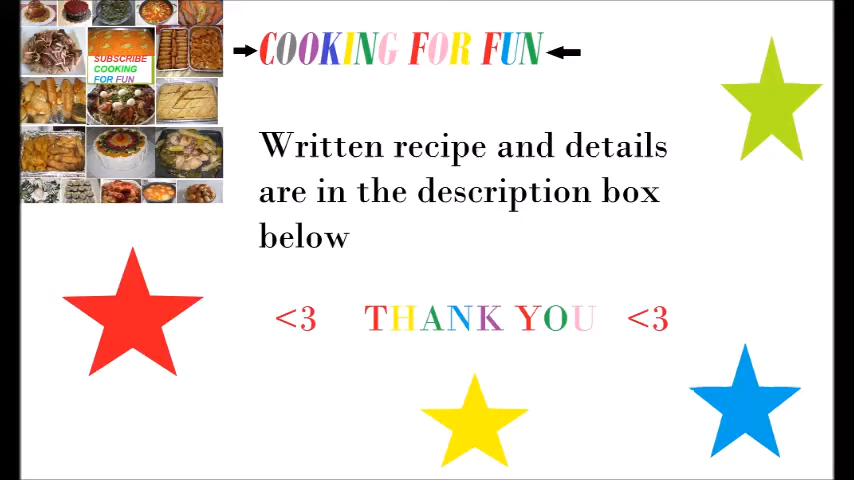 SUBSCRIBE
COOKING
FOR FUN
COOKING FOR FUN
Written recipe and details
are in the description box
below
<3 THANK YOU <3